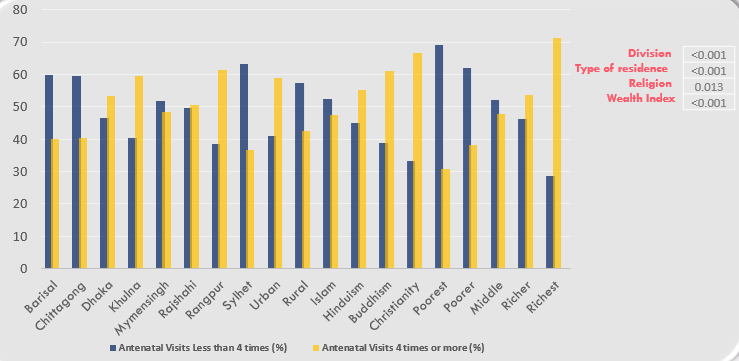 80
70
60
50
40
30
20
10
0
Barisal
Chittagong
Dhaka
Khulna
Mymensingh
Rajshahi
Rangpur
Sylhet
Urban
Rural
Islam
Hinduism
Buddhism
Christianity
Poorest
Poorer
Middle
Richer
Richest
Antenatal Visits Less than 4 times (%) Antenatal Visits 4 times or more (%)
Division <0.001
Type of residence <0.001
Religion 0.013
Wealth Index <0.001